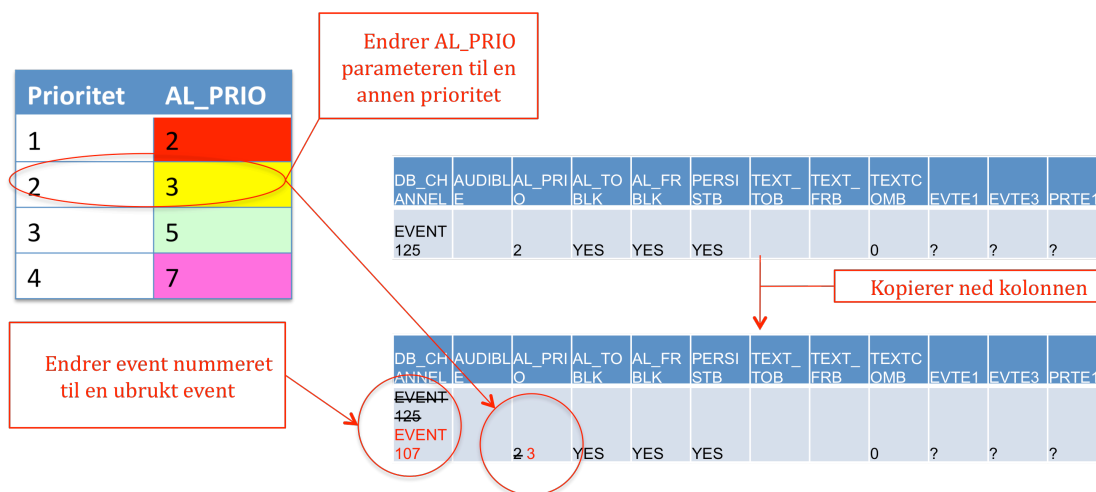 Endrer AL_PRIO
parameteren til en
annen prioritet
Prioritet AL_PRIO
1 2
2 3
3 5
4 7
DB_CH
ANNEL AUDIBL
E AL_PRI
O AL_TO
BLK AL_FR
BLK PERSI
STB TEXT_
TOB TEXT_
FRB TEXTC
OMB EVTE1 EVTE3 PRTE1
EVENT
125 2 YES YES YES 0 ? ? ?
Kopierer ned kolonnen
Endrer event nummeret
til en ubrukt event
DB_CH
ANNEL AUDIBL
E AL_PRI
O AL_TO
BLK AL_FR
BLK PERSI
STB TEXT_
TOB TEXT_
FRB TEXTC
OMB EVTE1 EVTE3 PRTE1
EVENT
125
EVENT
107 2 3 YES YES YES 0 ? ? ?